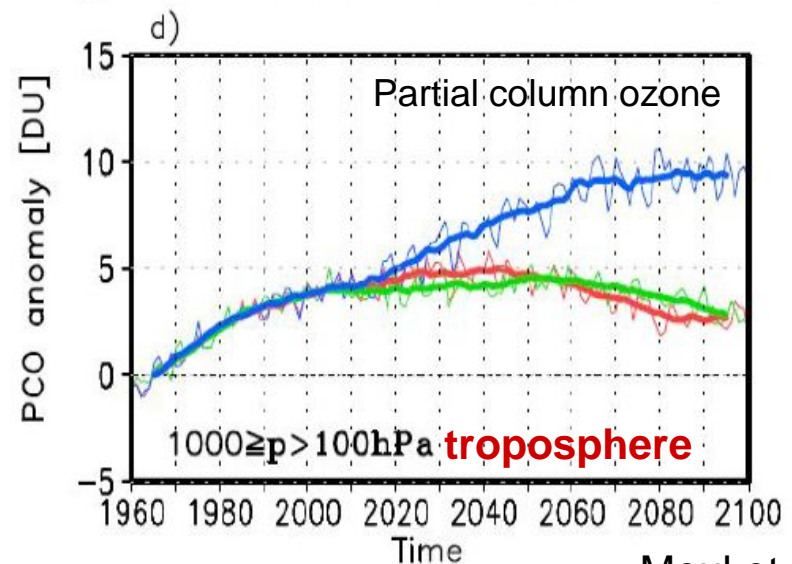 d)
15
Partial column ozone
10
5
0
−5
PCO anomaly [DU]
1000≧p>100hPa troposphere
1960 1980 2000 2020 2040 2060 2080 2100
Time